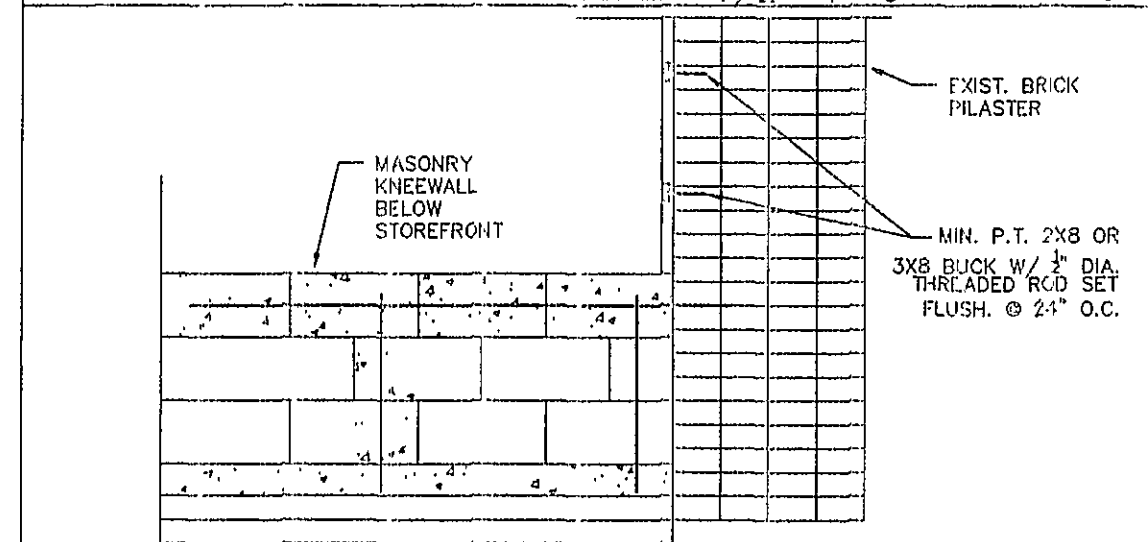 EXIST. BRICK
PILASTER
MASONRY
KNEEWALL
BELOW
STOREFRONT
MIN. P.T. 2X8 OR
3X8 BUCK W/ ½" DIA.
THREADED ROD SET
FLUSH. @ 24" O.C.